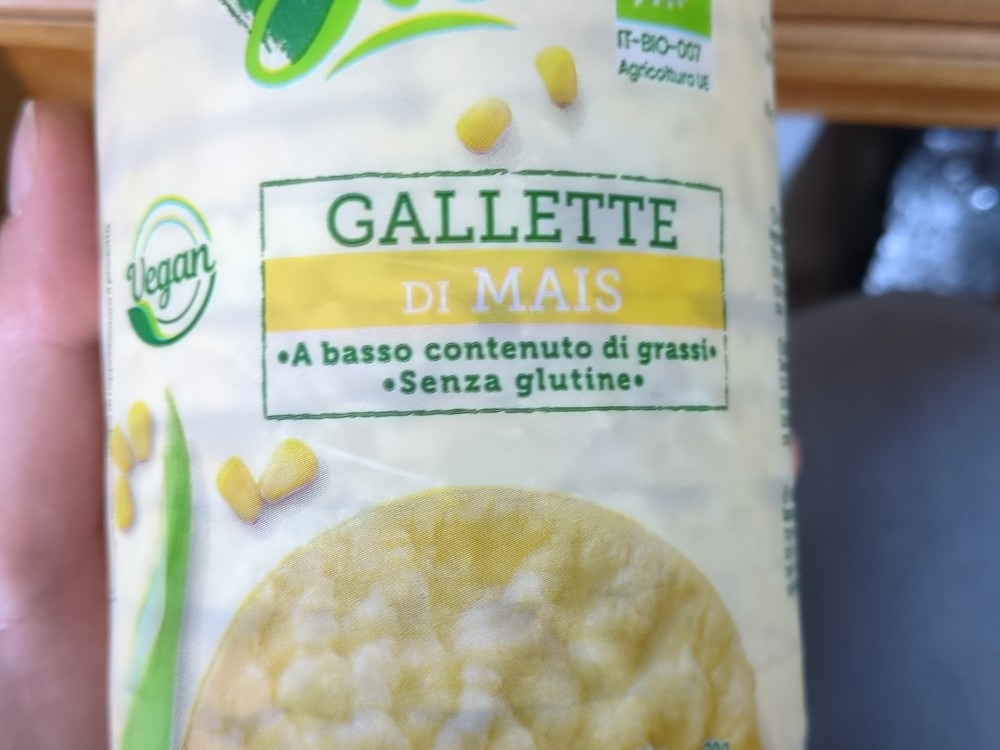 IT-BIO-007
Agricoltura UE
Vegan
GALLETTE
DI MAIS
•A basso contenuto di grassi•
•Senza glutine•